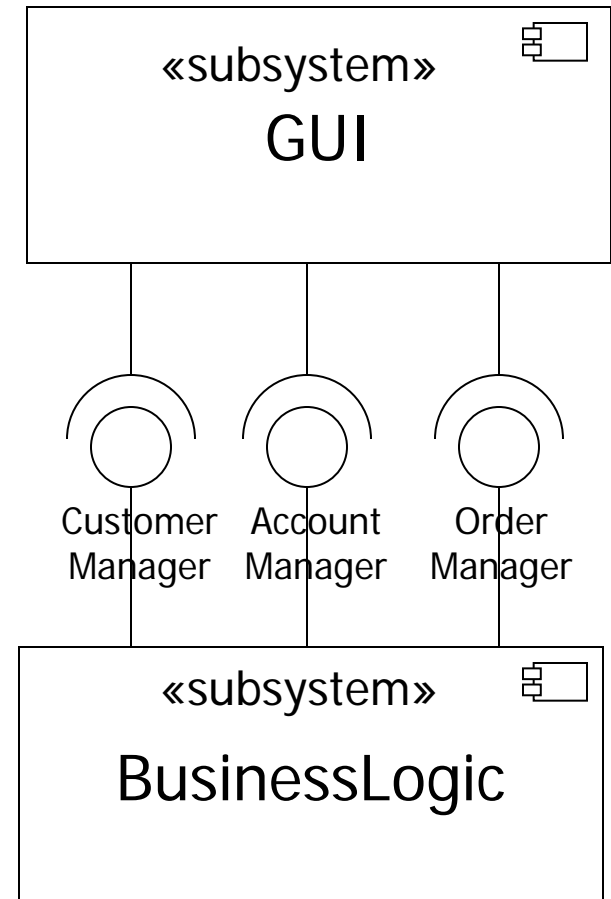 «subsystem»
GUI
Customer Account Order
Manager Manager Manager
«subsystem»
BusinessLogic